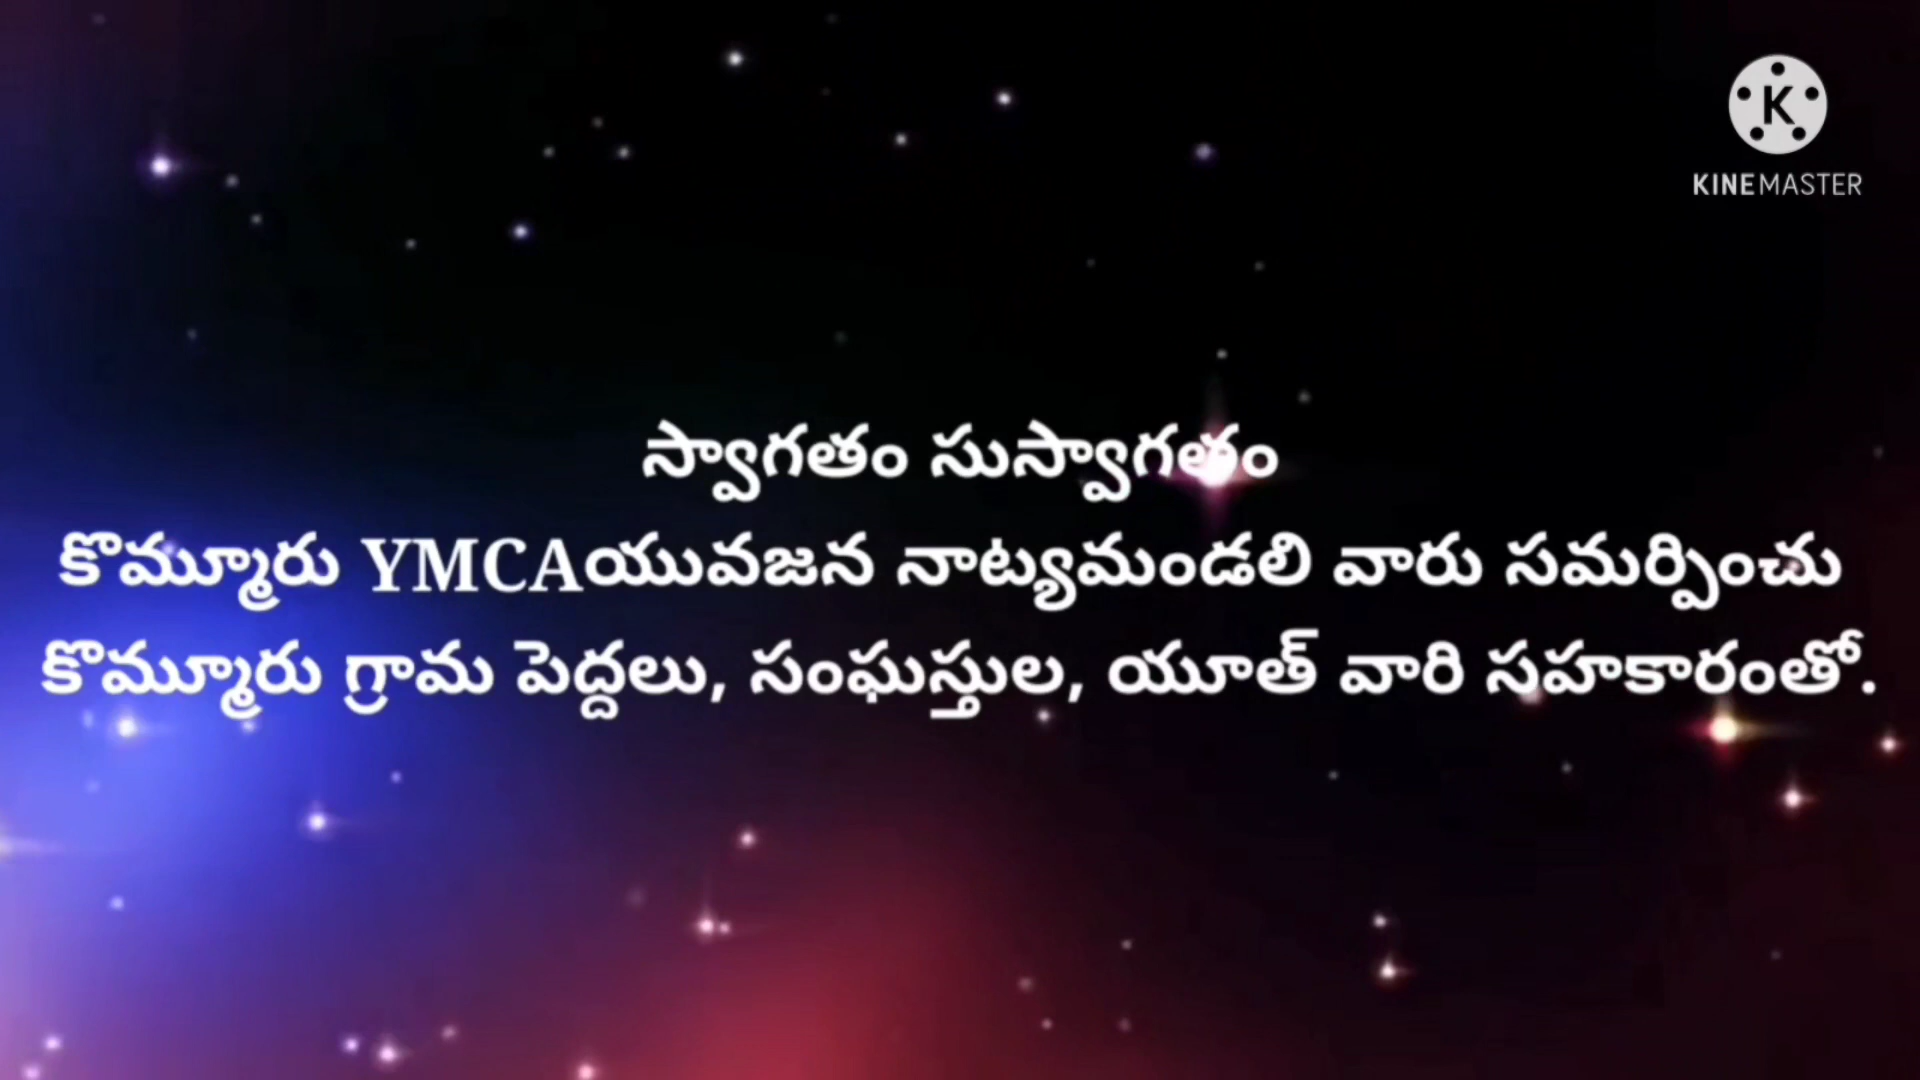 KINEMASTER
స్వాగతం సుస్వాగతం
కొమ్మూరు YMCAయువజన నాట్యమండలి వారు సమర్పించు
కొమ్మూరు గ్రామ పెద్దలు, సంఘస్తుల, యూత్ వారి సహకారంతో.